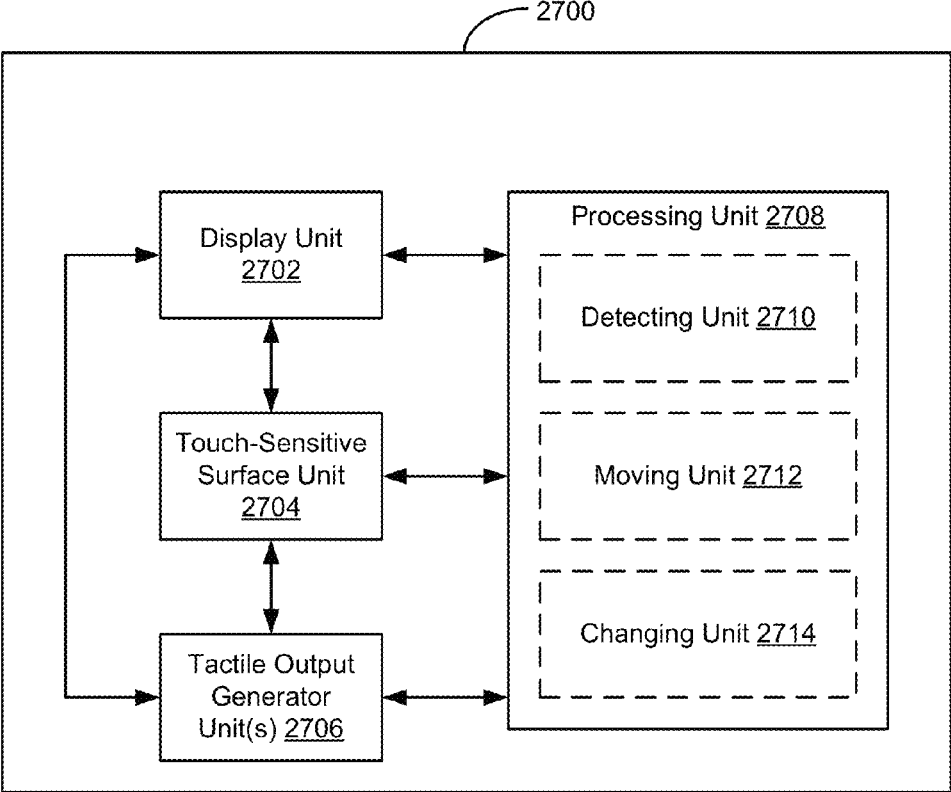 2700
Display Unit
2702
Touch-Sensitive
Surface Unit
2704
Tactile Output
Generator
Unit(s) 2706
Processing Unit 2708
Detecting Unit 2710
Moving Unit 2712
Changing Unit 2714